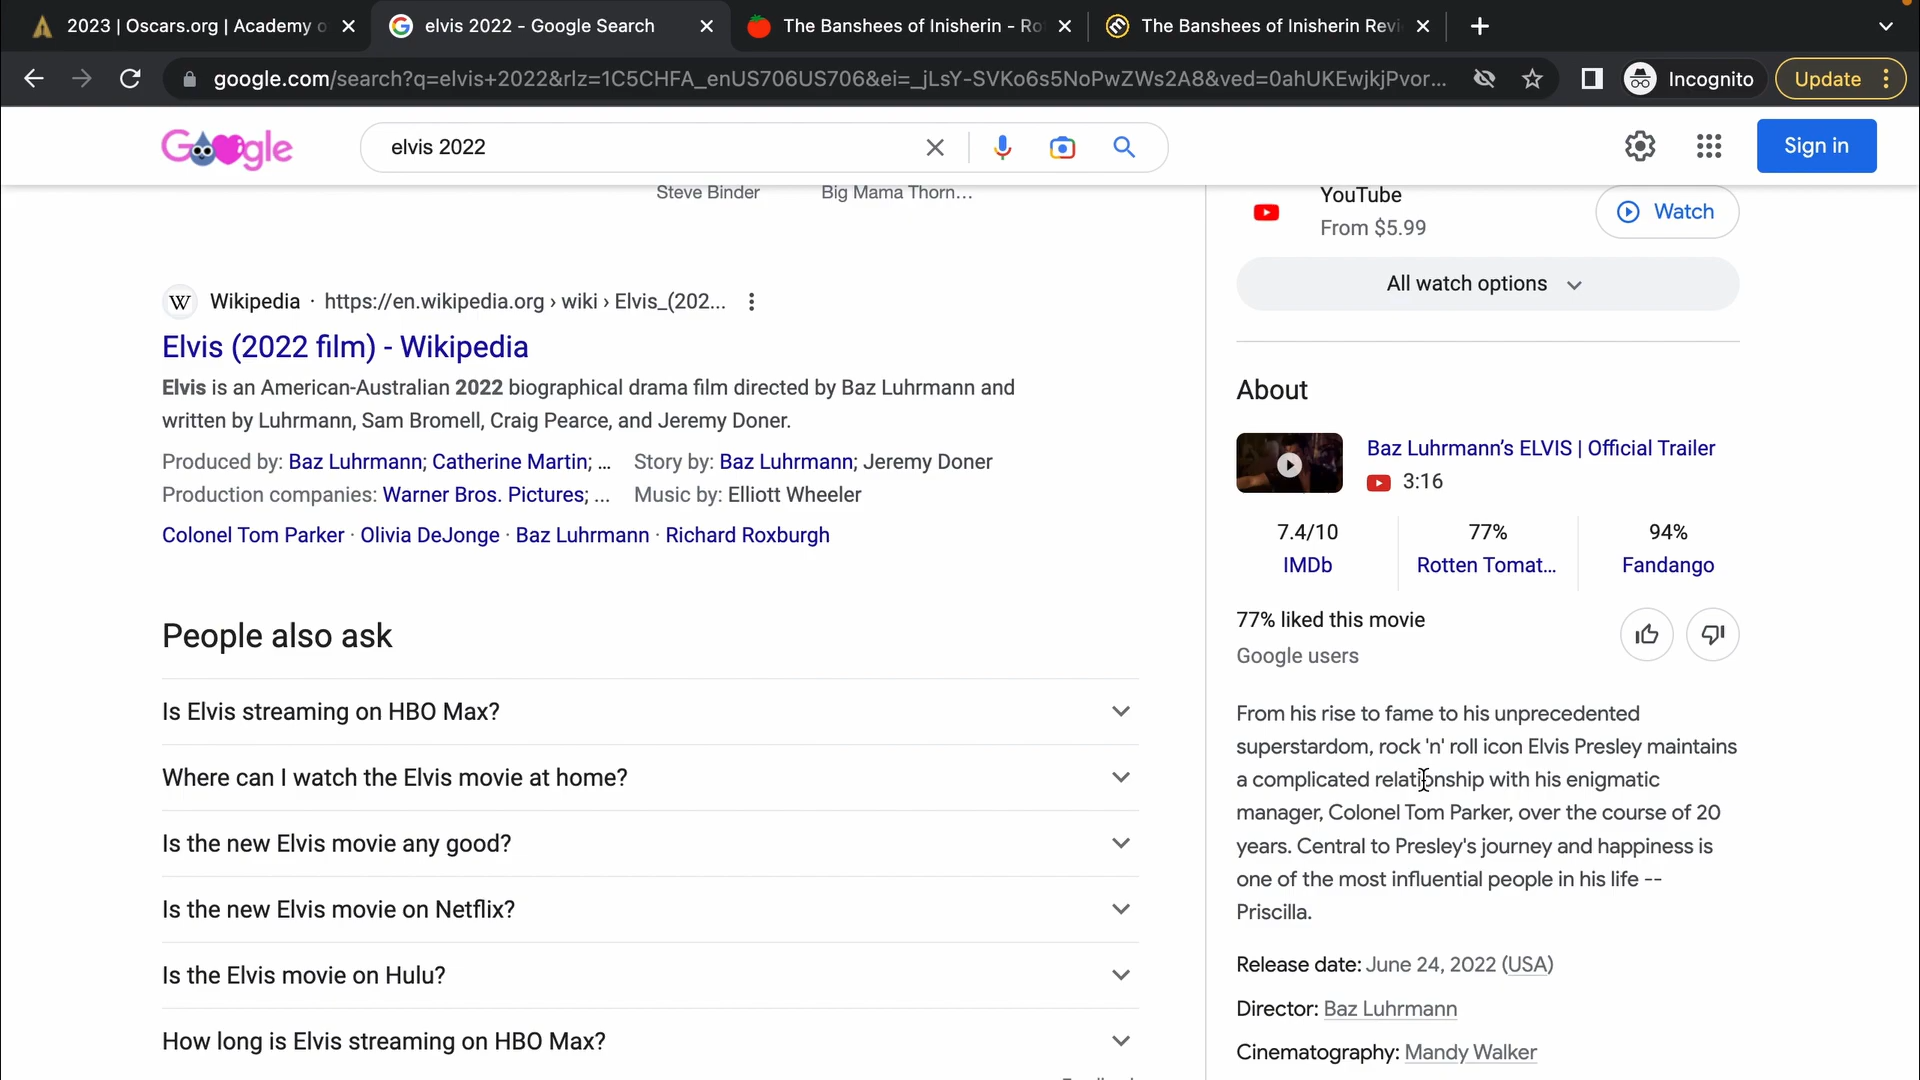 2023 | Oscars.org | Academy o
elvis 2022 - Google Search
The Banshees of Inisherin - Ro
The Banshees of Inisherin Revi
google.com/search?q=elvis+2022&rlz=1C5CHFA_enUS706US706&ei=_jLsY-SVKo6s5NoPwZWs2A8&ved=0ahUKEwjkjPvor...
Incognito
Update
Google
elvis 2022
Sign in
Steve Binder
Big Mama Thorn...
Wikipedia · https://en.wikipedia.org › wiki › Elvis_(202...
Elvis (2022 film) - Wikipedia
Elvis is an American-Australian 2022 biographical drama film directed by Baz Luhrmann and
written by Luhrmann, Sam Bromell, Craig Pearce, and Jeremy Doner.
Produced by: Baz Luhrmann; Catherine Martin; ...
Story by: Baz Luhrmann; Jeremy Doner
Production companies: Warner Bros. Pictures; ...
Music by: Elliott Wheeler
Colonel Tom Parker · Olivia DeJonge · Baz Luhrmann · Richard Roxburgh
People also ask
Is Elvis streaming on HBO Max?
Where can I watch the Elvis movie at home?
Is the new Elvis movie any good?
Is the new Elvis movie on Netflix?
Is the Elvis movie on Hulu?
How long is Elvis streaming on HBO Max?
YouTube
From $5.99
Watch
All watch options
About
Baz Luhrmann's ELVIS | Official Trailer
3:16
7.4/10
IMDb
77%
Rotten Tomat...
94%
Fandango
77% liked this movie
Google users
From his rise to fame to his unprecedented
superstardom, rock 'n' roll icon Elvis Presley maintains
a complicated relationship with his enigmatic
manager, Colonel Tom Parker, over the course of 20
years. Central to Presley's journey and happiness is
one of the most influential people in his life --
Priscilla.
Release date: June 24, 2022 (USA)
Director: Baz Luhrmann
Cinematography: Mandy Walker